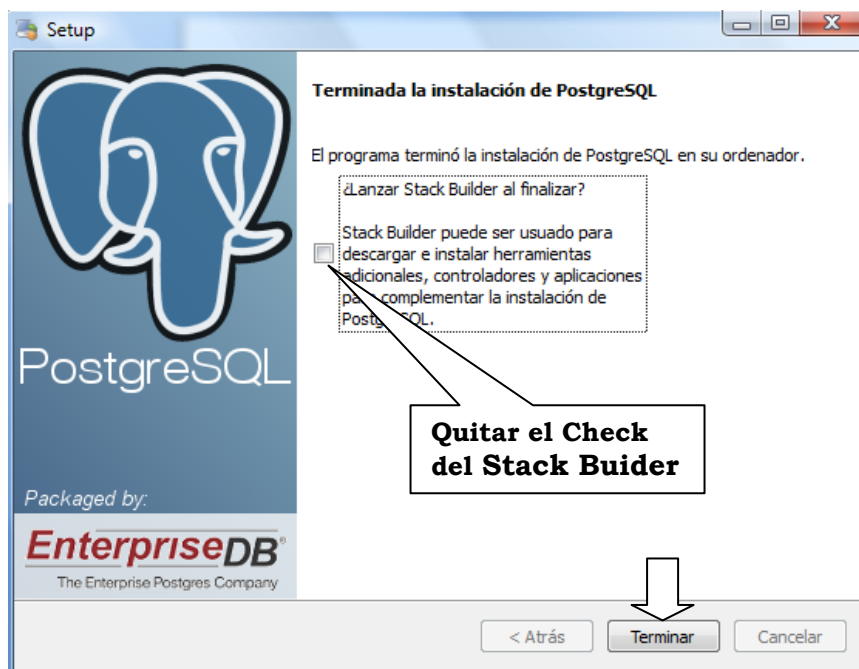 Setup
Terminada la instalación de PostgreSQL
El programa terminó la instalación de PostgreSQL en su ordenador.
¿Lanzar Stack Builder al finalizar?
Stack Builder puede ser usado para
descargar e instalar herramientas
adicionales, controladores y aplicaciones
para complementar la instalación de
PostgreSQL.
PostgreSQL
Quitar el Check
del Stack Buider
Packaged by:
EnterpriseDB®
The Enterprise Postgres Company
< Atrás
Terminar
Cancelar